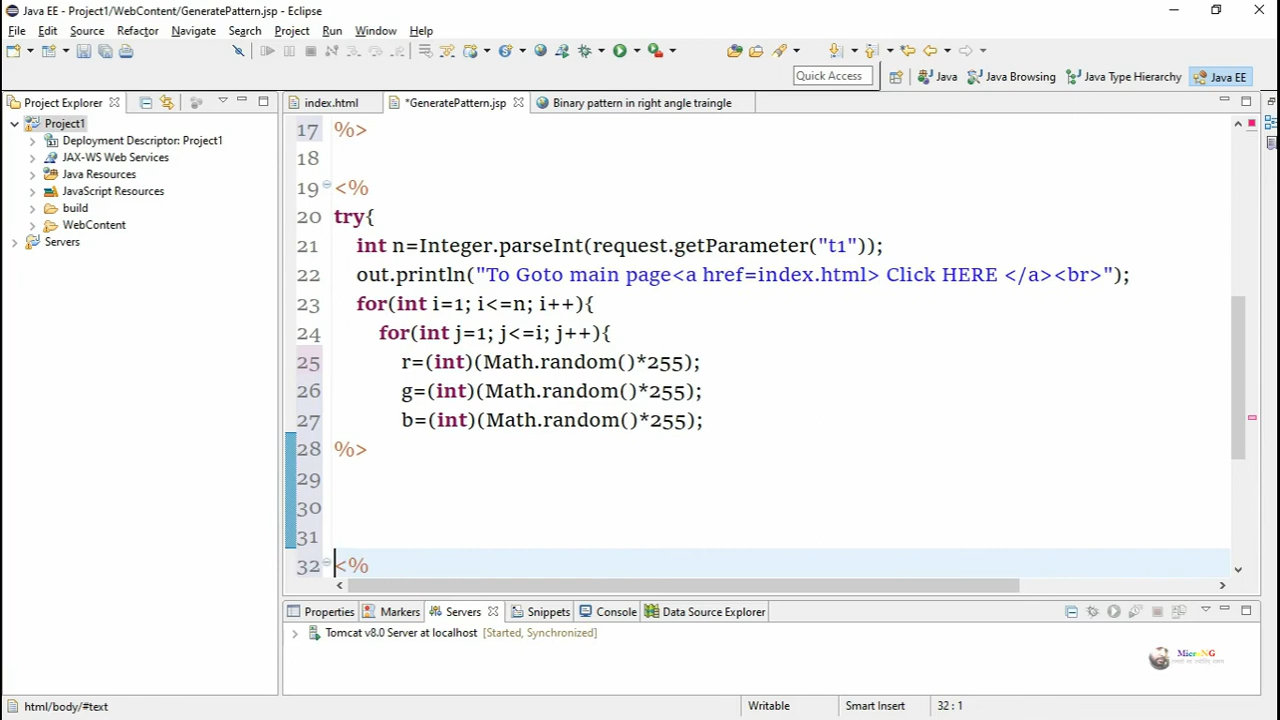 Java EE - Project1/WebContent/GeneratePattern.jsp - Eclipse
File Edit Source Refactor Navigate Search Project Run Window Help
Quick Access Java Java Browsing Java Type Hierarchy Java EE
Project Explorer
Project1
Deployment Descriptor: Project1
JAX-WS Web Services
Java Resources
JavaScript Resources
build
WebContent
Servers
index.html *GeneratePattern.jsp Binary pattern in right angle traingle
17 %>
18
19 <%
20 try{
21 int n=Integer.parseInt(request.getParameter("t1"));
22 out.println("To Goto main page<a href=index.html> Click HERE </a><br>");
23 for(int i=1; i<=n; i++){
24 for(int j=1; j<=i; j++){
25 r=(int)(Math.random()*255);
26 g=(int)(Math.random()*255);
27 b=(int)(Math.random()*255);
28 %>
29
30
31
32 <%
Properties Markers Servers Snippets Console Data Source Explorer
Tomcat v8.0 Server at localhost [Started, Synchronized]
html/body/#text Writable Smart Insert 32 : 1